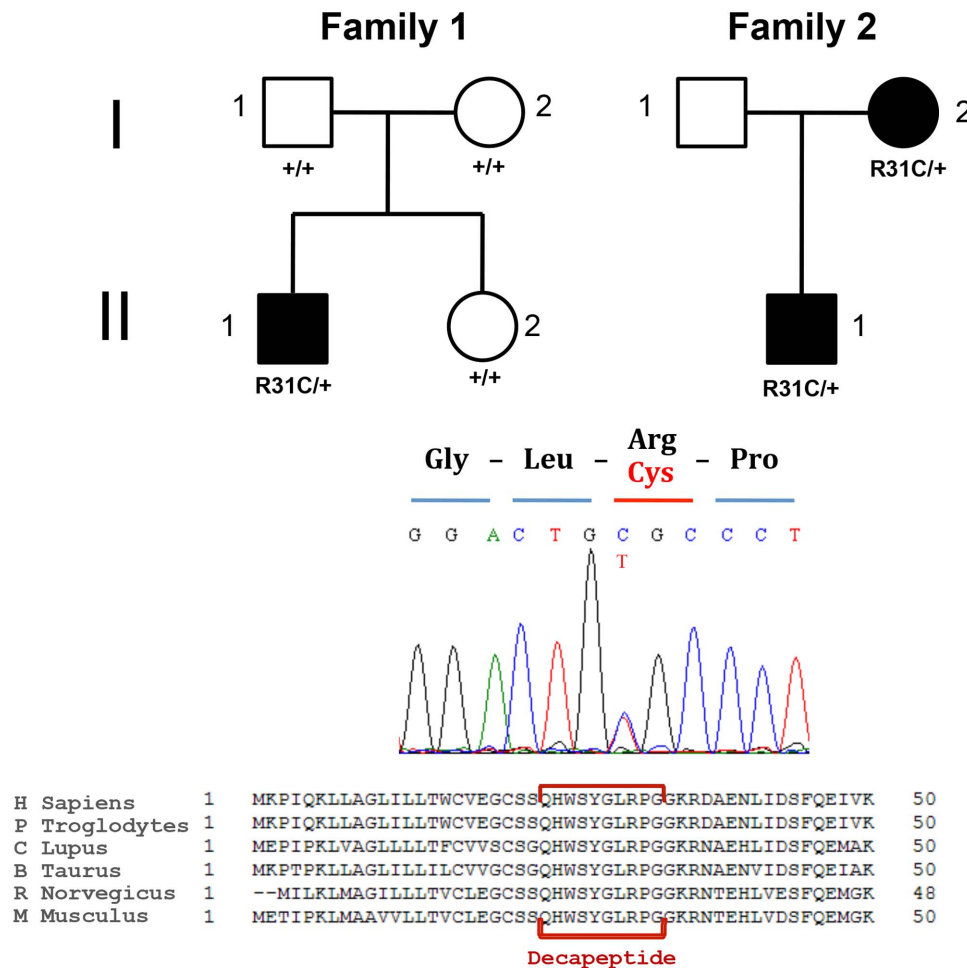 Family 1 Family 2
I 1 2 1 2
+/+ +/+ R31C/+
II 1 2 1
R31C/+ +/+ R31C/+
Arg
Gly – Leu – Cys – Pro
G G A C T G C G C C C T
T
H Sapiens 1 MKPIQKLLAGLILLTWCVEGCSSQHWSYGLRPGGKRDAENLIDSFQEIVK 50
P Troglodytes 1 MKPIQKLLAGLILLTWCVEGCSSQHWSYGLRPGGKRDAENLIDSFQEIVK 50
C Lupus 1 MEPIPKLVAGLILLTFCVVSCSGQHWSYGLRPGGKRDAENLIDSFQEMAK 50
B Taurus 1 MKPTPKLLAGLILLILCVVGCSGQHWSYGLRPGGKRNAENVIDSFQEIAK 50
R Norvegicus 1 --MILKLMAGILLLTVCLEGCSSQHWSYGLRPGGKRNTEHLVESFQEMGK 48
M Musculus 1 METIPKLMAAVVLLTVCLEGCSSQHWSYGLRPGGKRNTEHLVDSFQEMGK 50
Decapeptide